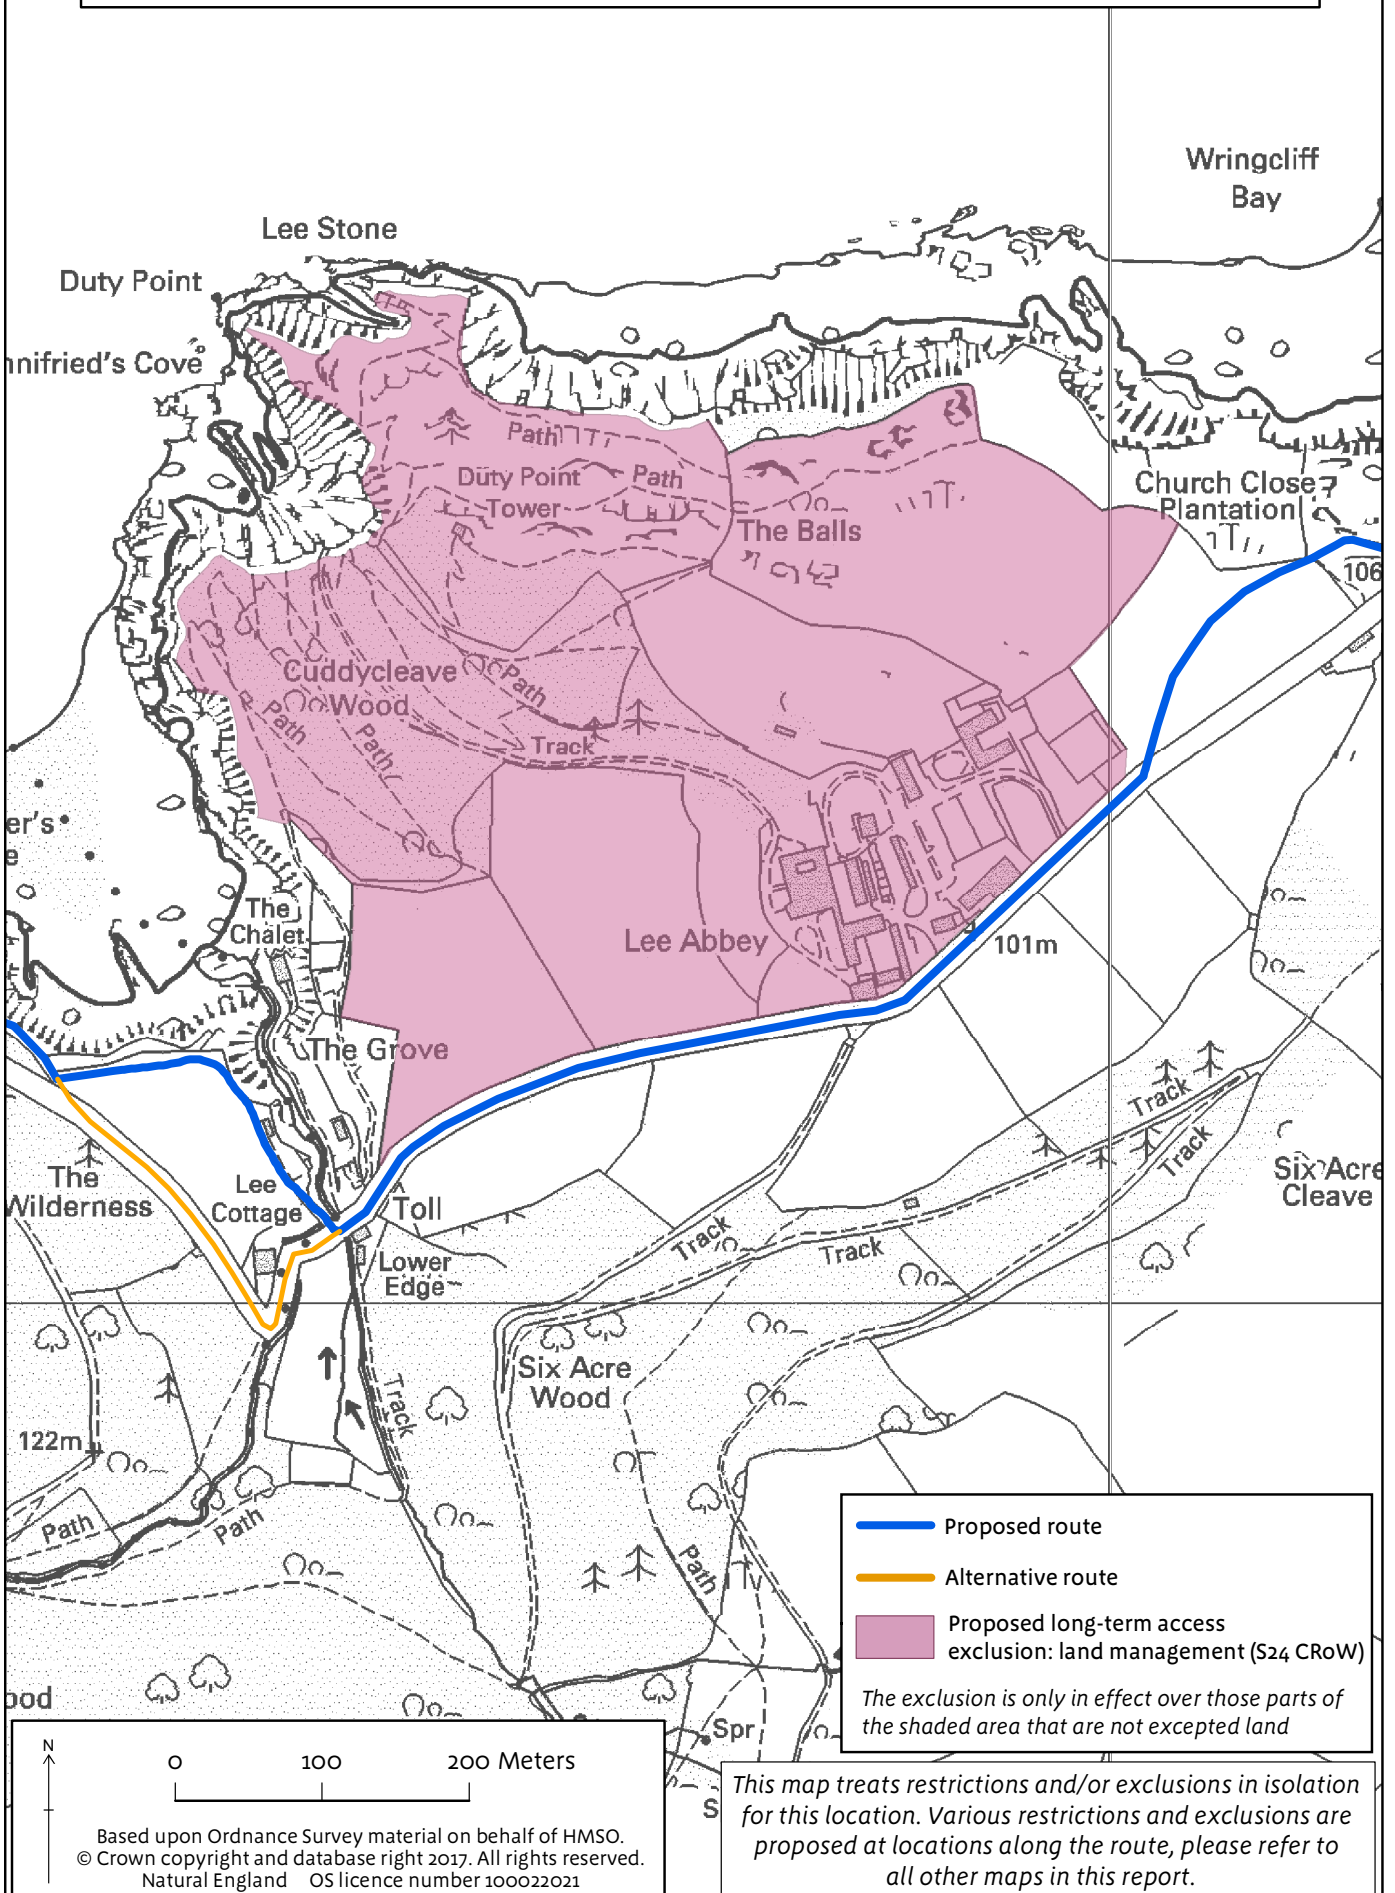 Wringcliff
Bay
Lee Stone
Duty Point
nnifried's Cove
Path
Duty Point
Tower
Path
Church Close
Plantation
The Balls
106
Cuddycleave
Wood
Path
Path
Path
Track
er's
e
The
Chalet
Lee Abbey
101m
The Grove
Track
Track
The
Wilderness
Lee
Cottage
Toll
Six Acre
Cleave
Track
Track
Lower
Edge
Six Acre
Wood
Track
122m
Path
Path
Path
ood
Spr
S
Proposed route
Alternative route
Proposed long-term access
exclusion: land management (S24 CRoW)
The exclusion is only in effect over those parts of
the shaded area that are not excepted land
N
0 100 200 Meters
Based upon Ordnance Survey material on behalf of HMSO.
© Crown copyright and database right 2017. All rights reserved.
Natural England OS licence number 100022021
This map treats restrictions and/or exclusions in isolation
for this location. Various restrictions and exclusions are
proposed at locations along the route, please refer to
all other maps in this report.